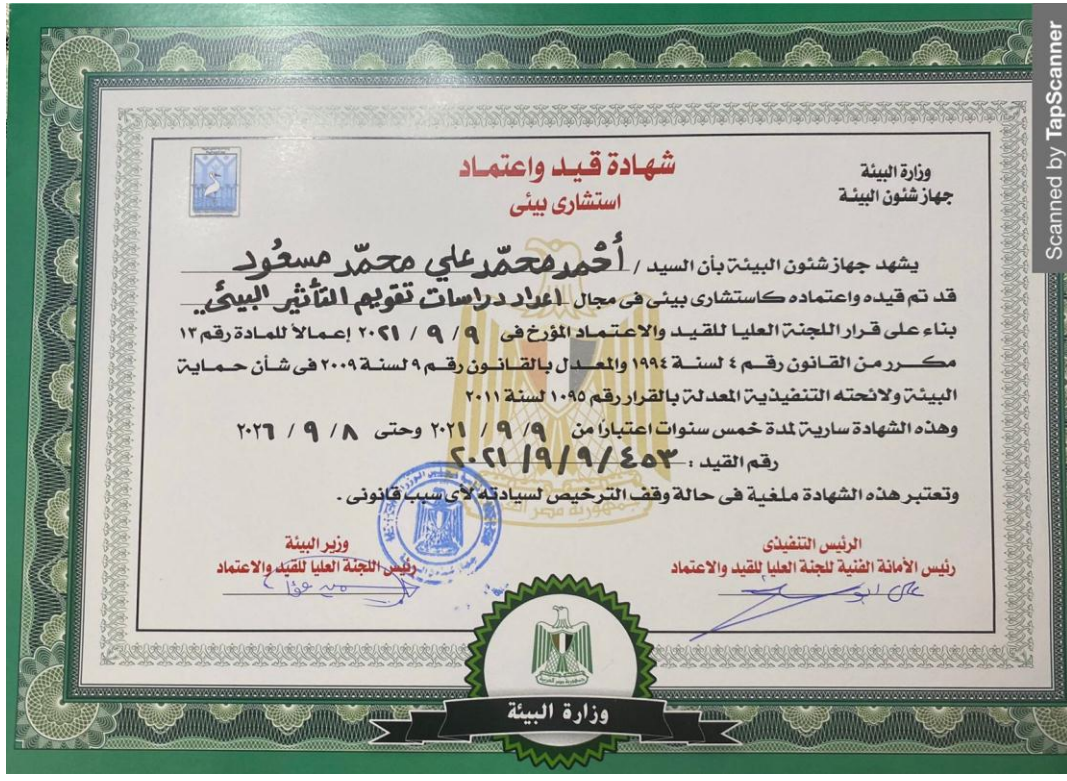 شهادة قيد واعتماد
استشارى بيئى
وزارة البيئة
جهاز شئون البيئة
يشهد جهاز شئون البيئة بأن السيد / أحمد محمد علي محمد مسعود
قد تم قيده واعتماده كاستشارى بيئى فى مجال اعداد دراسات تقويم التأثير البيئي
بناء على قرار اللجنة العليا للقيد والاعتماد المؤرخ فى ٩ / ٩ / ٢٠٢١ إعمالاً للمادة رقم ١٣
مكرر من القانون رقم ٤ لسنة ١٩٩٤ والمعدل بالقانون رقم ٩ لسنة ٢٠٠٩ فى شأن حماية
البيئة ولائحته التنفيذية المعدلة بالقرار رقم ١٠٩٥ لسنة ٢٠١١
وهذه الشهادة سارية لمدة خمس سنوات اعتباراً من ٩ / ٩ / ٢٠٢١ وحتى ٨ / ٩ / ٢٠٢٦
رقم القيد : ٤٥٣ / ٩ / ٩ / ٢٠٢١
وتعتبر هذه الشهادة ملغية فى حالة وقف الترخيص لسيادته لأى سبب قانونى .
الرئيس التنفيذى
رئيس الأمانة الفنية للجنة العليا للقيد والاعتماد
وزير البيئة
رئيس اللجنة العليا للقيد والاعتماد
جمهورية مصر العربية
وزارة البيئة
Scanned by TapScanner